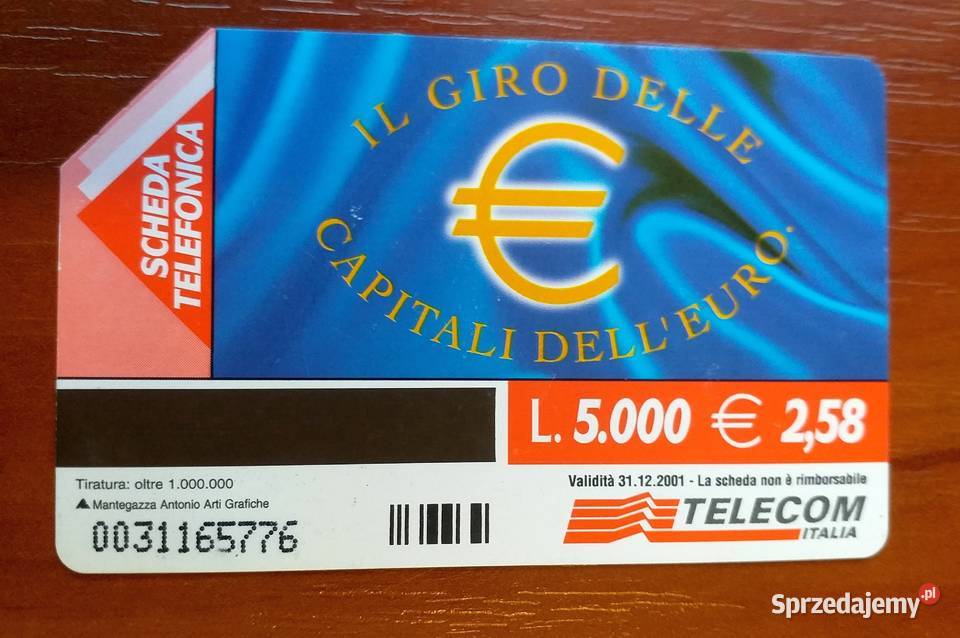 SCHEDA
TELEFONICA
IL GIRO DELLE
€
CAPITALI DELL'EURO.
L. 5.000 € 2,58
Tiratura: oltre 1.000.000
Mantegazza Antonio Arti Grafiche
0031165776
Validità 31.12.2001 - La scheda non è rimborsabile
TELECOM
ITALIA
Sprzedajemy.pl